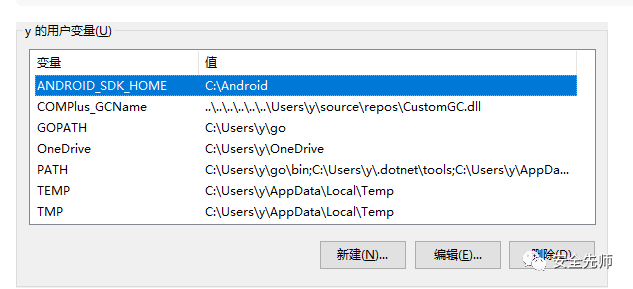 y 的用户变量(U)
变量 值
ANDROID_SDK_HOME C:\Android
COMPlus_GCName ..\..\..\..\..\..\Users\y\source\repos\CustomGC.dll
GOPATH C:\Users\y\go
OneDrive C:\Users\y\OneDrive
PATH C:\Users\y\go\bin;C:\Users\y\.dotnet\tools;C:\Users\y\AppDa...
TEMP C:\Users\y\AppData\Local\Temp
TMP C:\Users\y\AppData\Local\Temp
新建(N)... 编辑(E)... 删除(D)
安全先师